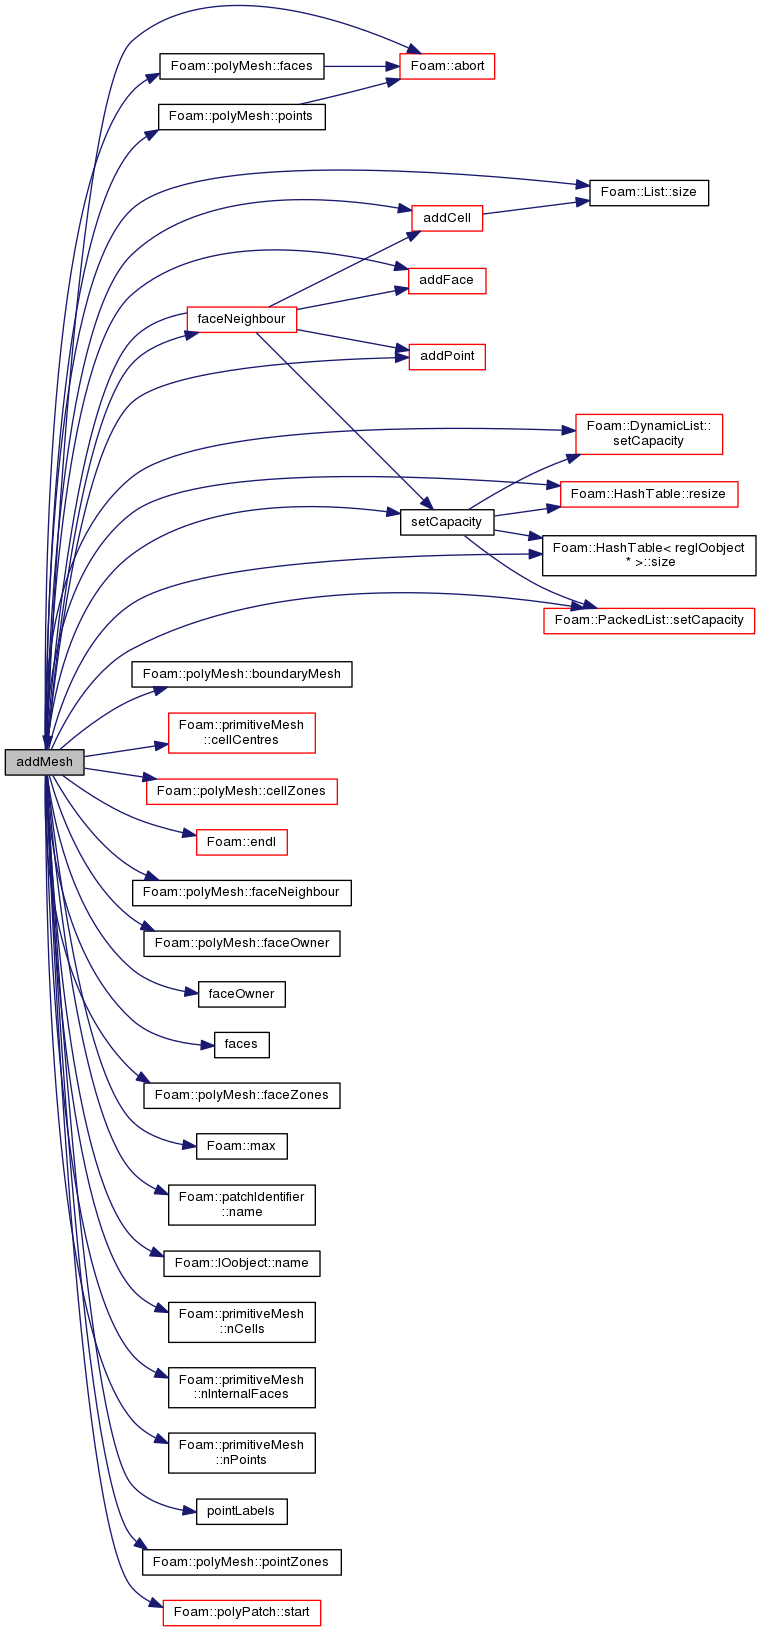 Foam::polyMesh::faces
Foam::abort
Foam::polyMesh::points
Foam::List::size
addCell
addFace
faceNeighbour
addPoint
Foam::DynamicList::
setCapacity
Foam::HashTable::resize
setCapacity
Foam::HashTable< regIOobject
* >::size
Foam::PackedList::setCapacity
Foam::polyMesh::boundaryMesh
Foam::primitiveMesh
::cellCentres
addMesh
Foam::polyMesh::cellZones
Foam::endl
Foam::polyMesh::faceNeighbour
Foam::polyMesh::faceOwner
faceOwner
faces
Foam::polyMesh::faceZones
Foam::max
Foam::patchIdentifier
::name
Foam::IOobject::name
Foam::primitiveMesh
::nCells
Foam::primitiveMesh
::nInternalFaces
Foam::primitiveMesh
::nPoints
pointLabels
Foam::polyMesh::pointZones
Foam::polyPatch::start